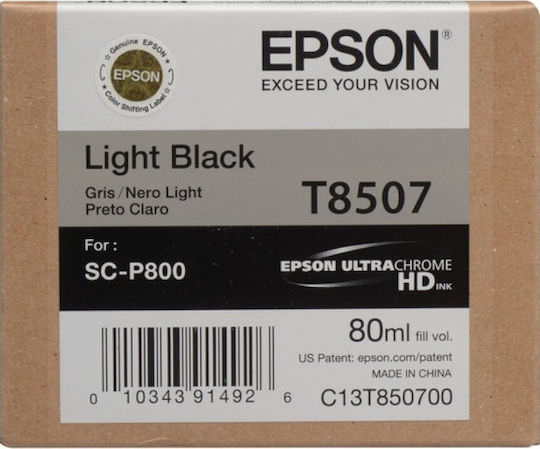 Genuine EPSON
EPSON
Color Shifting Label
EPSON®
EXCEED YOUR VISION
Light Black
Gris/Nero Light
Preto Claro
T8507
For :
SC-P800
EPSON ULTRACHROME
HD INK
80ml fill vol.
US Patent: epson.com/patent
MADE IN CHINA
C13T850700
0 10343 91492 6